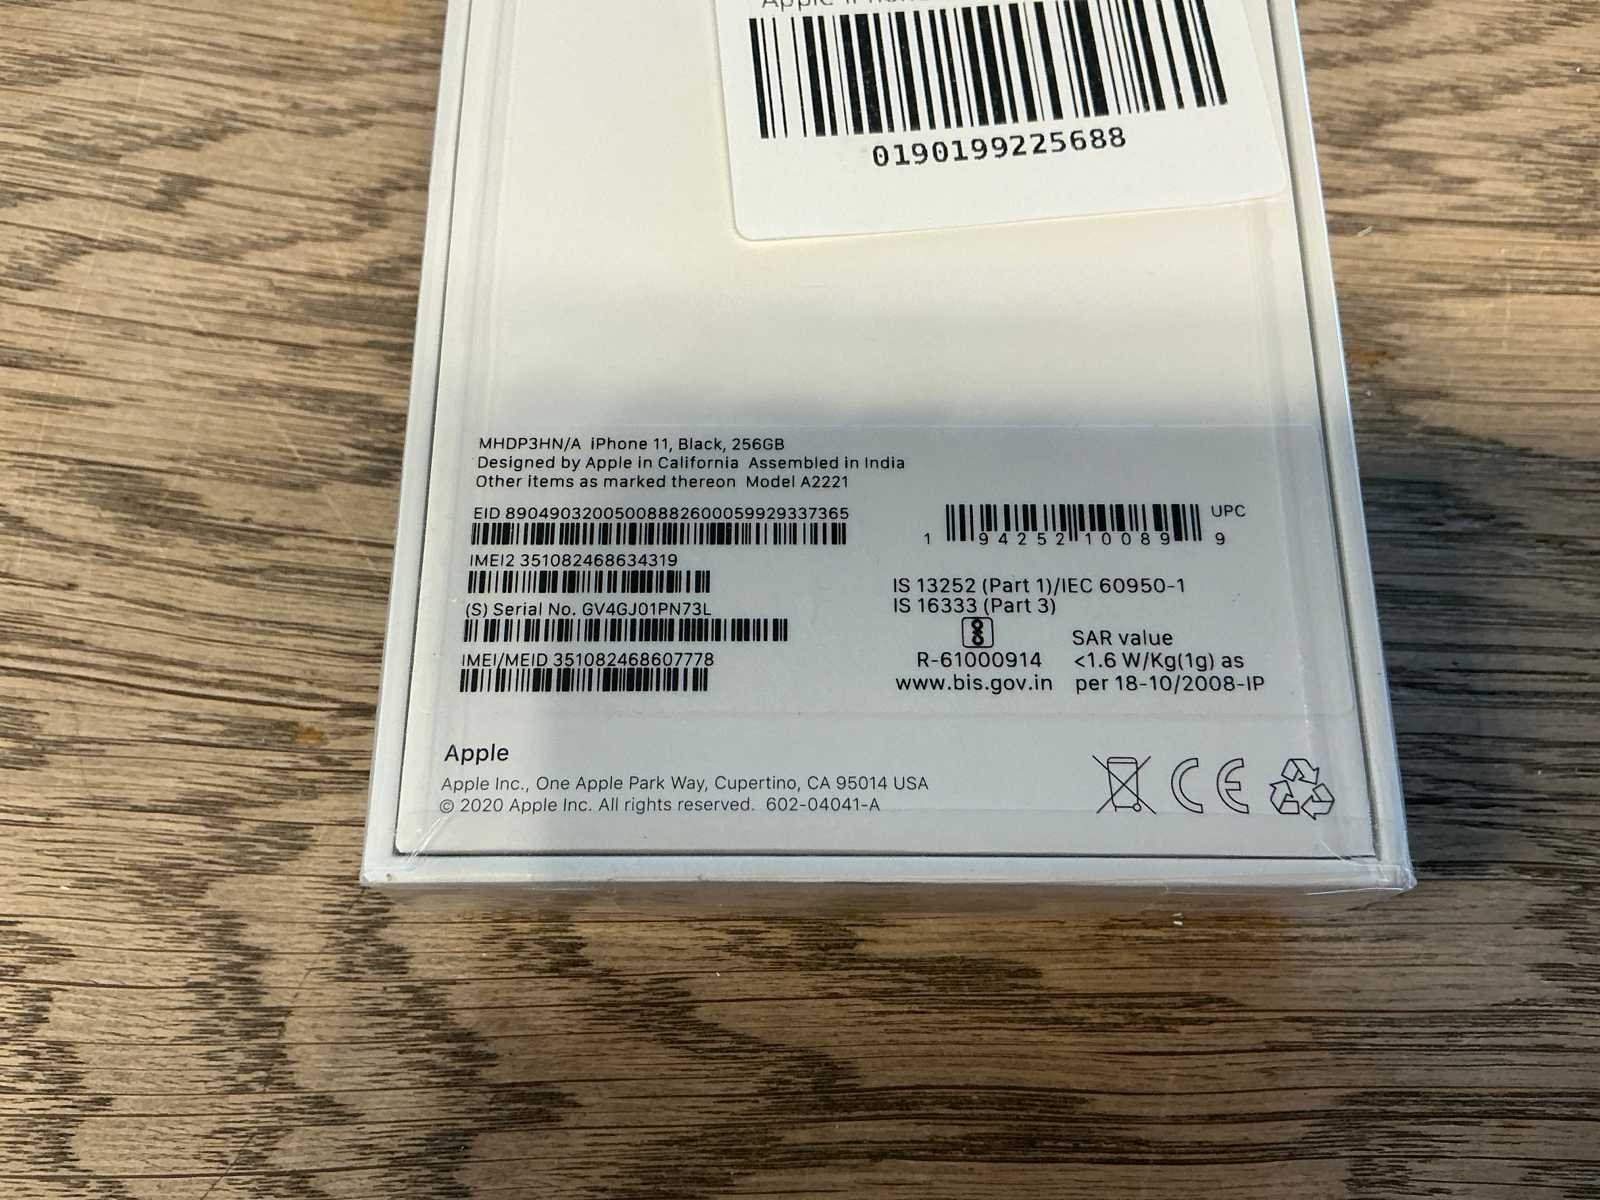 Apple iPhone
0190199225688
MHDP3HN/A iPhone 11, Black, 256GB
Designed by Apple in California Assembled in India
Other items as marked thereon Model A2221
EID 89049032005008882600059929337365
IMEI2 351082468634319
(S) Serial No. GV4GJ01PN73L
IMEI/MEID 351082468607778
UPC
1 94252 10089 9
IS 13252 (Part 1)/IEC 60950-1
IS 16333 (Part 3)
R-61000914
www.bis.gov.in
SAR value
<1.6 W/Kg(1g) as
per 18-10/2008-IP
Apple
Apple Inc., One Apple Park Way, Cupertino, CA 95014 USA
© 2020 Apple Inc. All rights reserved. 602-04041-A
CE